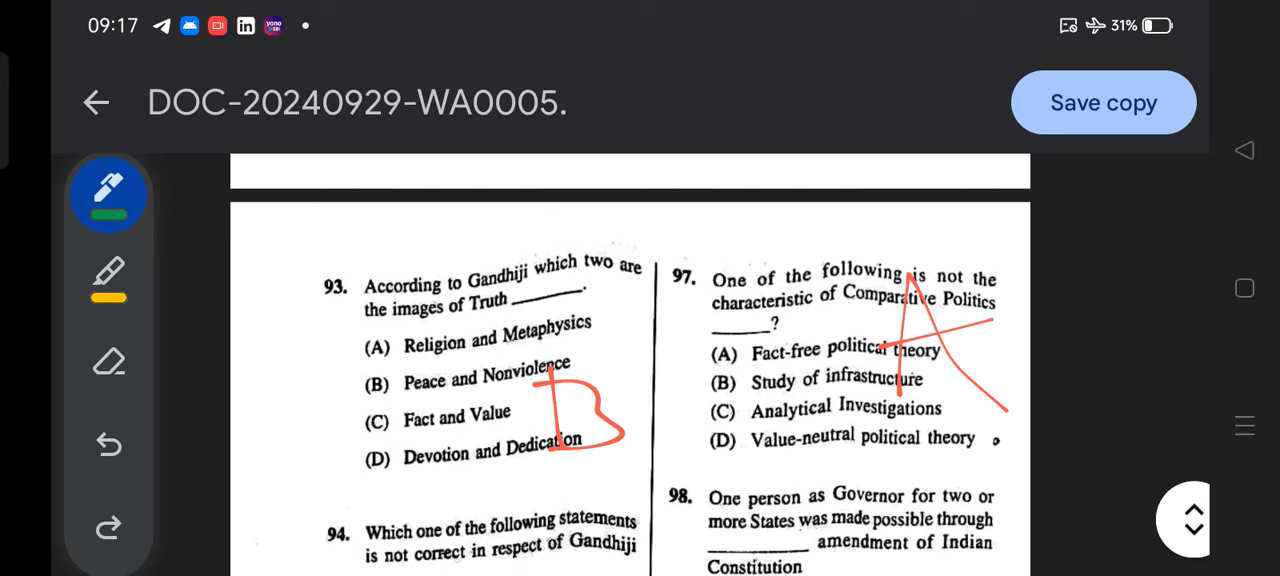 09:17
yono
SBI
31%
DOC-20240929-WA0005.
Save copy
93. According to Gandhiji which two are
the images of Truth ________.
(A) Religion and Metaphysics
(B) Peace and Nonviolence
(C) Fact and Value
(D) Devotion and Dedication
B
94. Which one of the following statements
is not correct in respect of Gandhiji
97. One of the following is not the
characteristic of Comparative Politics
______?
(A) Fact-free political theory
(B) Study of infrastructure
(C) Analytical Investigations
(D) Value-neutral political theory
A
98. One person as Governor for two or
more States was made possible through
__________ amendment of Indian
Constitution